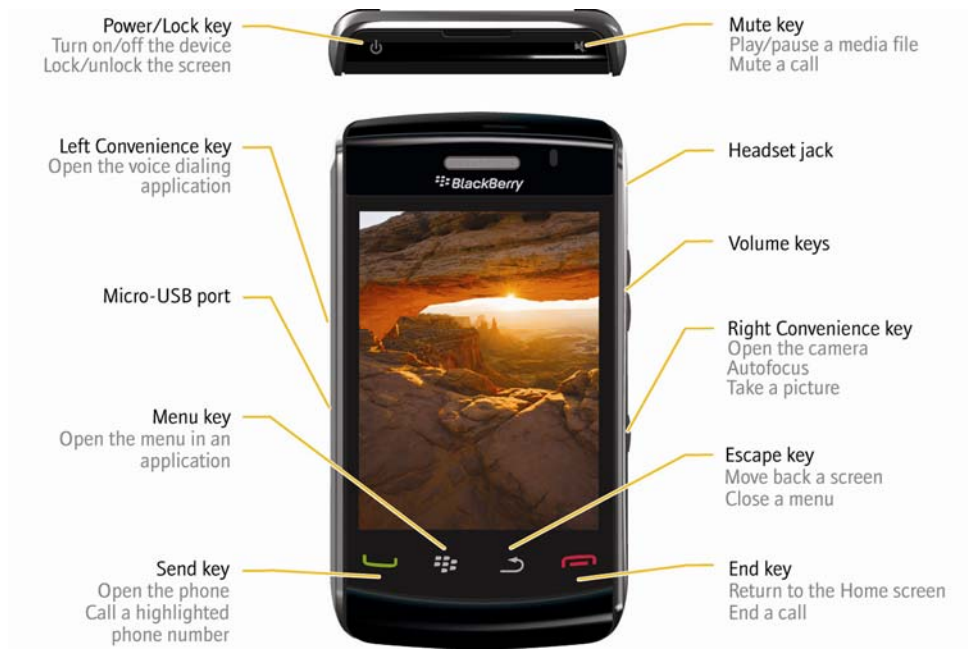 Power/Lock key
Turn on/off the device
Lock/unlock the screen
Mute key
Play/pause a media file
Mute a call
Left Convenience key
Open the voice dialing
application
Headset jack
BlackBerry
Volume keys
Micro-USB port
Right Convenience key
Open the camera
Autofocus
Take a picture
Menu key
Open the menu in an
application
Escape key
Move back a screen
Close a menu
Send key
Open the phone
Call a highlighted
phone number
End key
Return to the Home screen
End a call